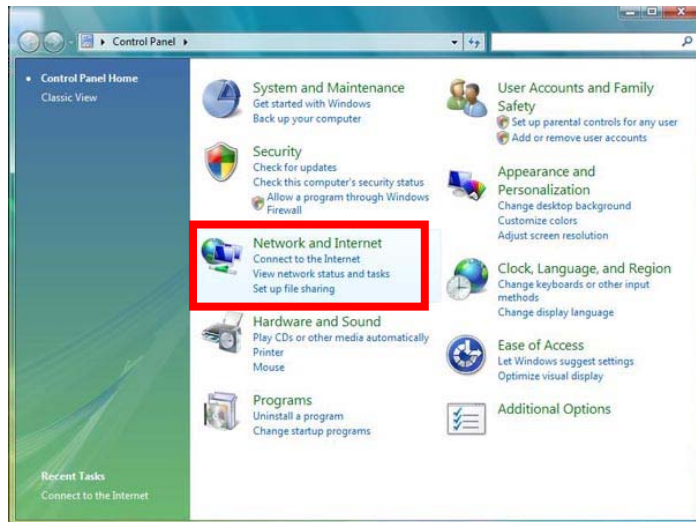 Control Panel
Control Panel Home
Classic View
System and Maintenance
Get started with Windows
Back up your computer
Security
Check for updates
Check this computer's security status
Allow a program through Windows
Firewall
Network and Internet
Connect to the Internet
View network status and tasks
Set up file sharing
Hardware and Sound
Play CDs or other media automatically
Printer
Mouse
Programs
Uninstall a program
Change startup programs
User Accounts and Family
Safety
Set up parental controls for any user
Add or remove user accounts
Appearance and
Personalization
Change desktop background
Customize colors
Adjust screen resolution
Clock, Language, and Region
Change keyboards or other input
methods
Change display language
Ease of Access
Let Windows suggest settings
Optimize visual display
Additional Options
Recent Tasks
Connect to the Internet